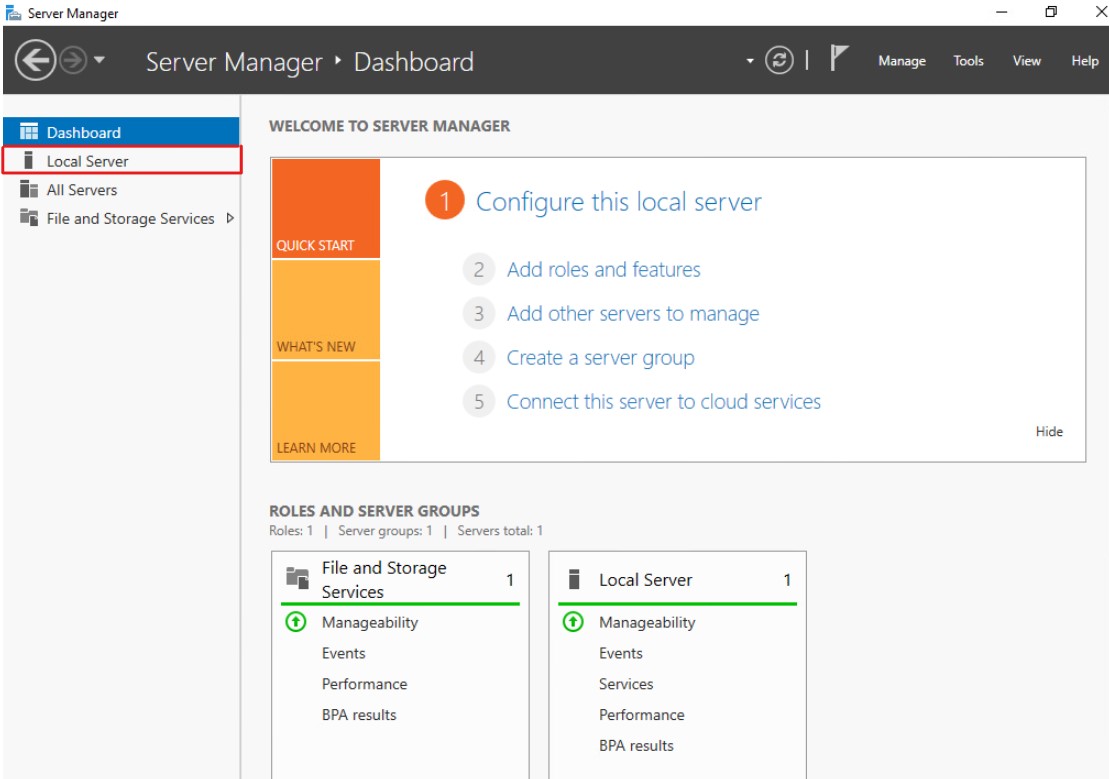 Server Manager
Server Manager ‣ Dashboard
Manage
Tools
View
Help
Dashboard
Local Server
All Servers
File and Storage Services
WELCOME TO SERVER MANAGER
QUICK START
WHAT'S NEW
LEARN MORE
1 Configure this local server
2 Add roles and features
3 Add other servers to manage
4 Create a server group
5 Connect this server to cloud services
Hide
ROLES AND SERVER GROUPS
Roles: 1 | Server groups: 1 | Servers total: 1
File and Storage
Services
1
Manageability
Events
Performance
BPA results
Local Server 1
Manageability
Events
Services
Performance
BPA results